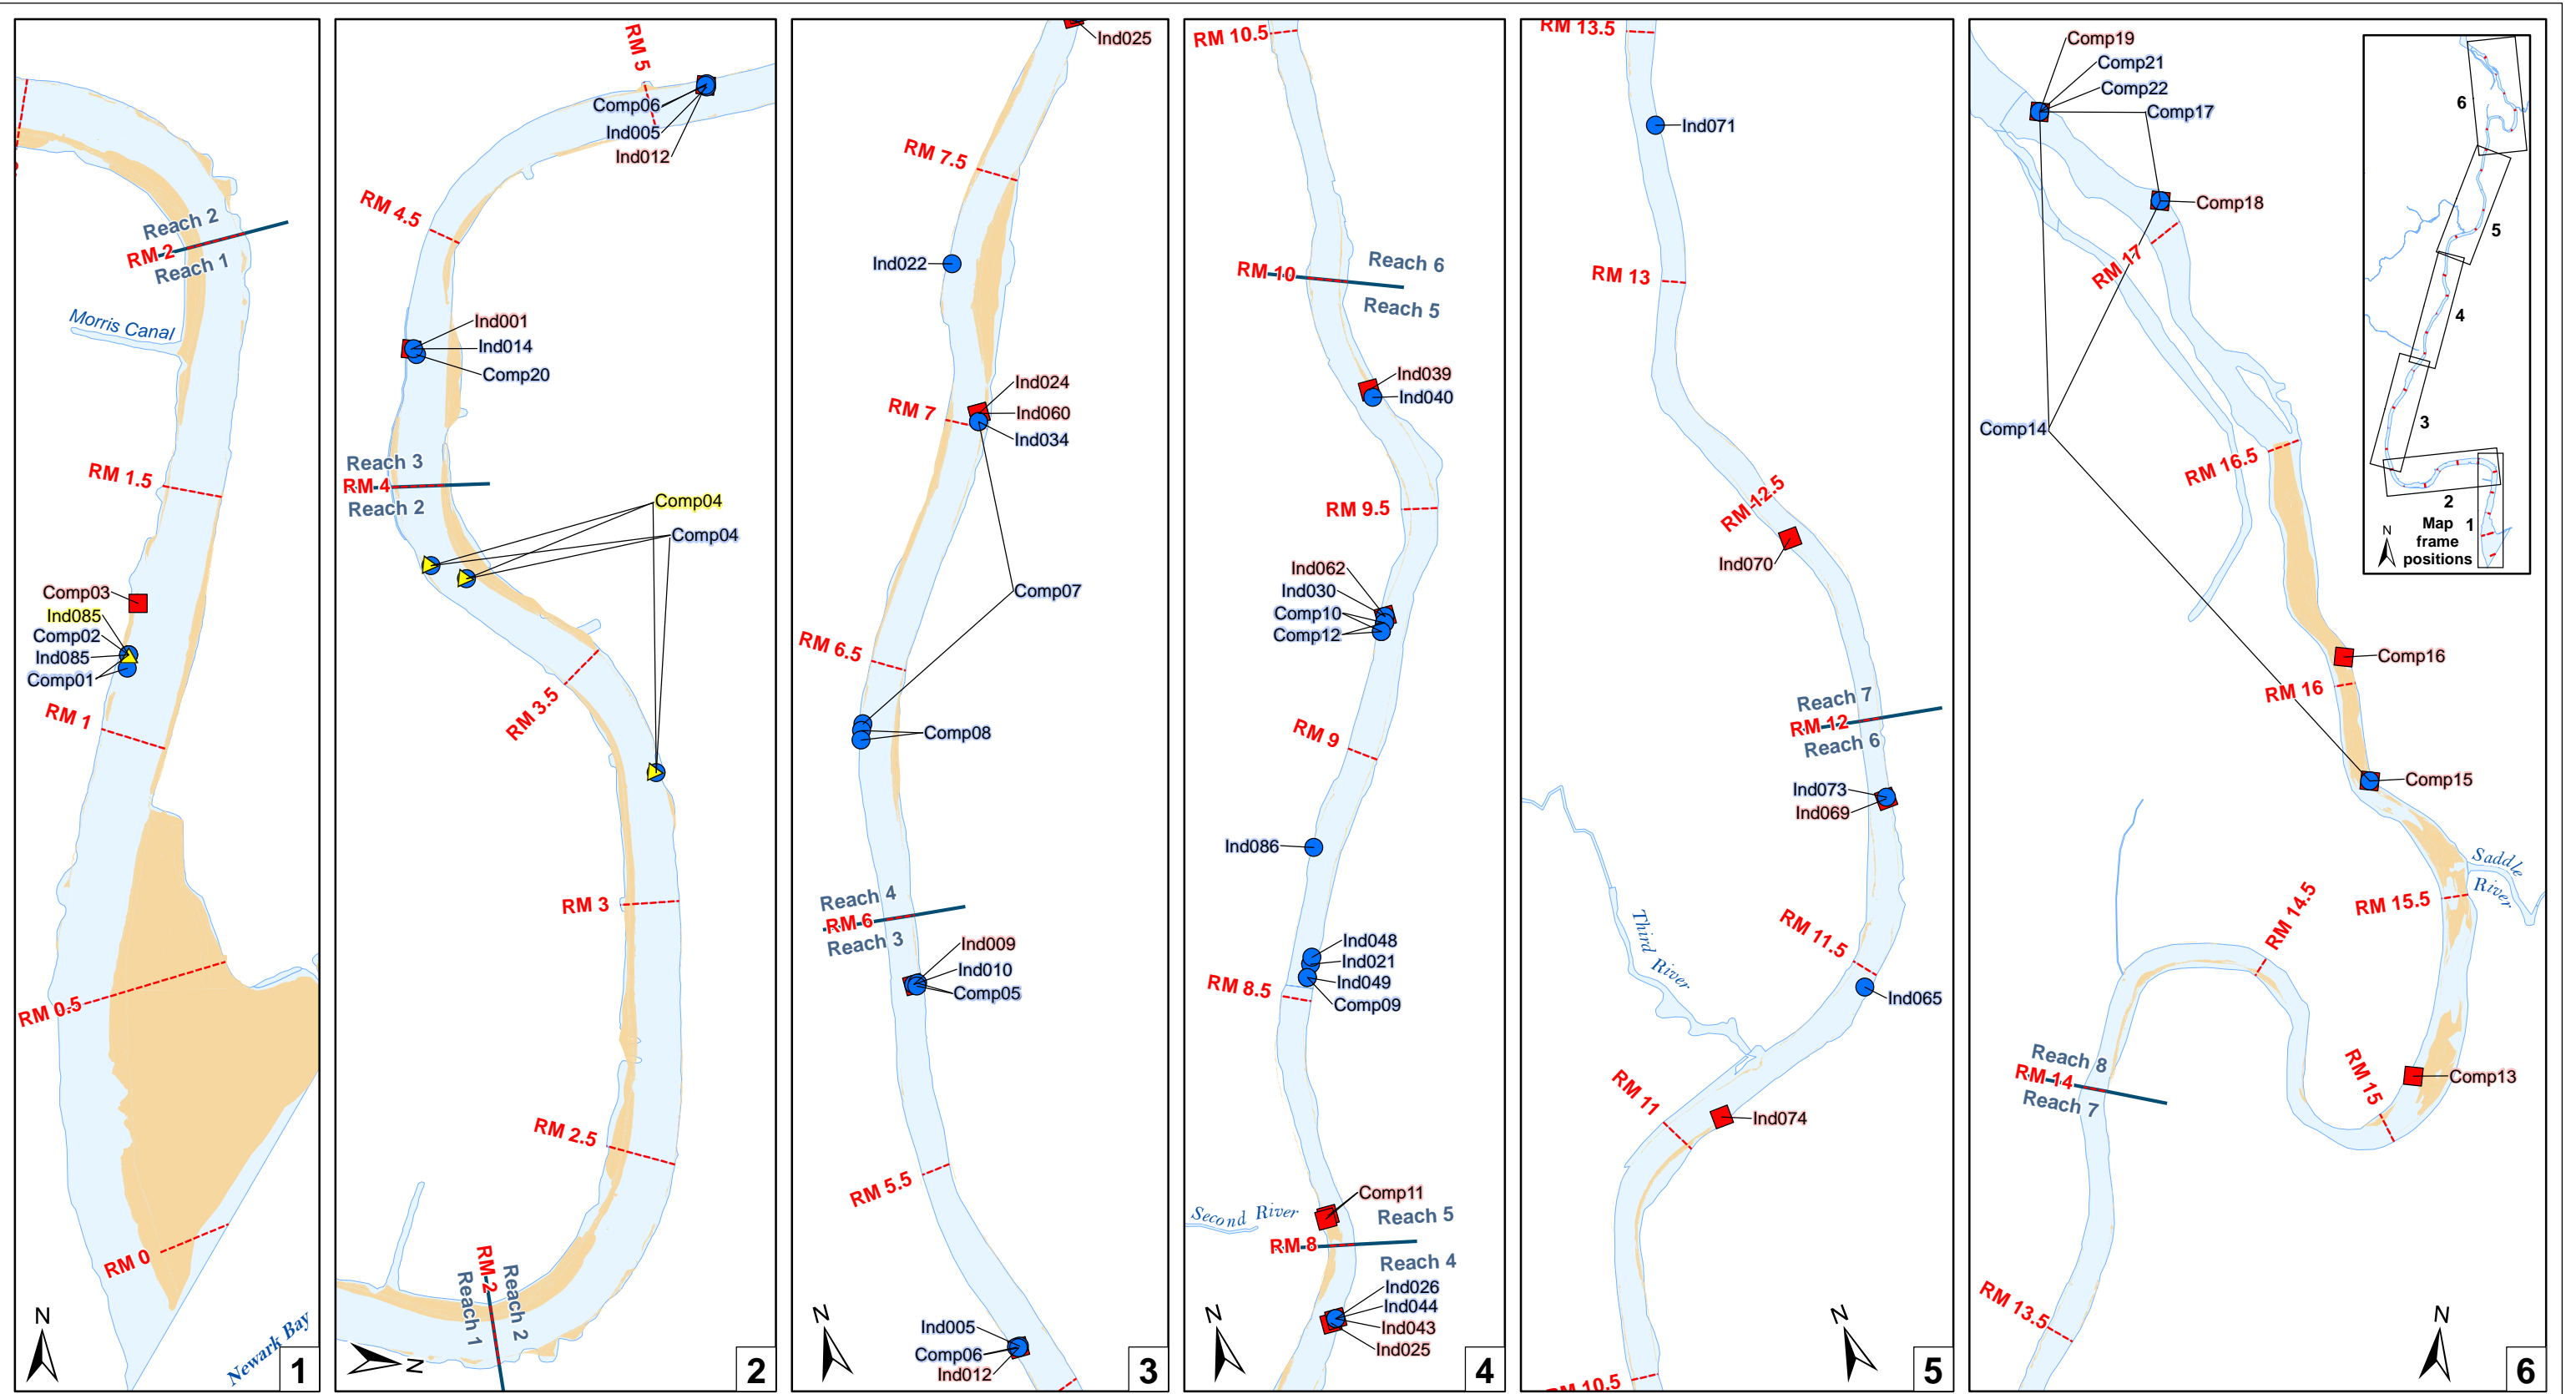 Reach 2
RM 2
Reach 1
Morris Canal
RM 1.5
Comp03
Ind085
Comp02
Ind085
Comp01
RM 1
RM 0.5
RM 0
Newark Bay
N
1
RM 5
Comp06
Ind005
Ind012
RM 4.5
Ind001
Ind014
Comp20
Reach 3
RM 4
Reach 2
Comp04
Comp04
RM 3.5
RM 3
RM 2.5
RM 2
Reach 2
Reach 1
N
2
Ind025
RM 7.5
Ind022
Ind024
RM 7
Ind060
Ind034
Comp07
RM 6.5
Comp08
Reach 4
RM 6
Reach 3
Ind009
Ind010
Comp05
RM 5.5
Ind005
Comp06
Ind012
N
3
RM 10.5
Reach 6
RM 10
Reach 5
Ind039
Ind040
RM 9.5
Ind062
Ind030
Comp10
Comp12
RM 9
Ind086
Ind048
Ind021
Ind049
RM 8.5
Comp09
Comp11
Second River
Reach 5
RM 8
Reach 4
Ind026
Ind044
Ind043
Ind025
N
4
RM 13.5
Ind071
RM 13
RM 12.5
Ind070
Reach 7
RM 12
Reach 6
Ind073
Ind069
Third River
RM 11.5
Ind065
RM 11
Ind074
RM 10.5
N
5
Comp19
Comp21
Comp22
Comp17
Comp18
RM 17
Comp14
RM 16.5
Comp16
RM 16
Comp15
Saddle
River
RM 15.5
RM 14.5
Reach 8
RM 14
Reach 7
RM 15
Comp13
RM 13.5
N
6
6
5
4
3
2
1
N
Map
frame
positions